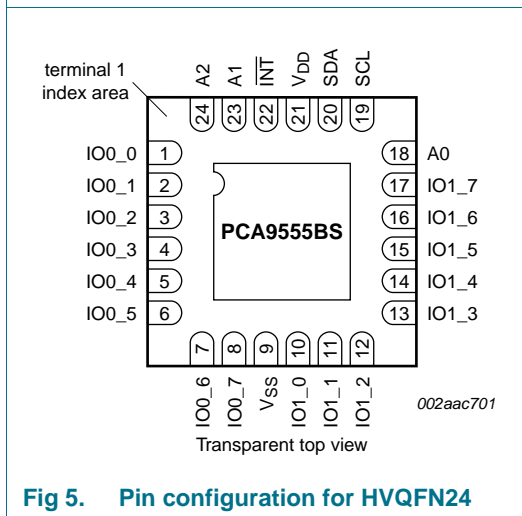 terminal 1
index area
A2
A1
INT
VDD
SDA
SCL
24
23
22
21
20
19
IO0_0 1
IO0_1 2
IO0_2 3
IO0_3 4
IO0_4 5
IO0_5 6
PCA9555BS
18 A0
17 IO1_7
16 IO1_6
15 IO1_5
14 IO1_4
13 IO1_3
7
8
9
10
11
12
IO0_6
IO0_7
VSS
IO1_0
IO1_1
IO1_2
002aac701
Transparent top view
Fig 5. Pin configuration for HVQFN24